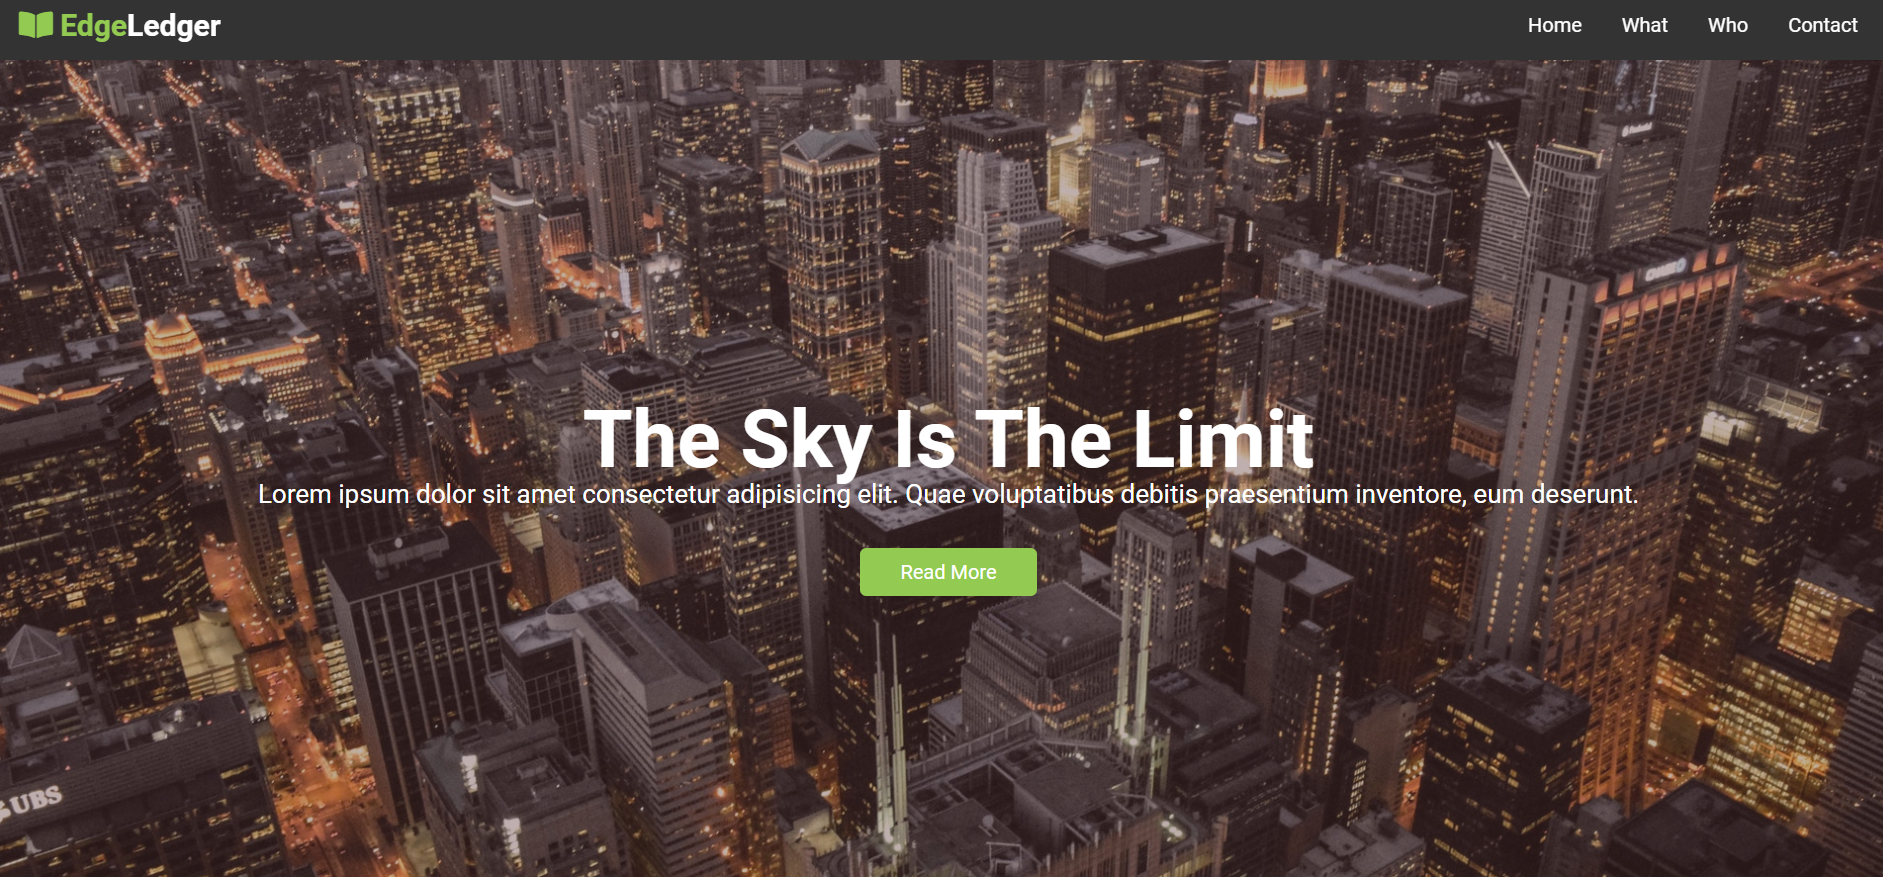 EdgeLedger
Home What Who Contact
The Sky Is The Limit
Lorem ipsum dolor sit amet consectetur adipisicing elit. Quae voluptatibus debitis praesentium inventore, eum deserunt.
Read More
UBS